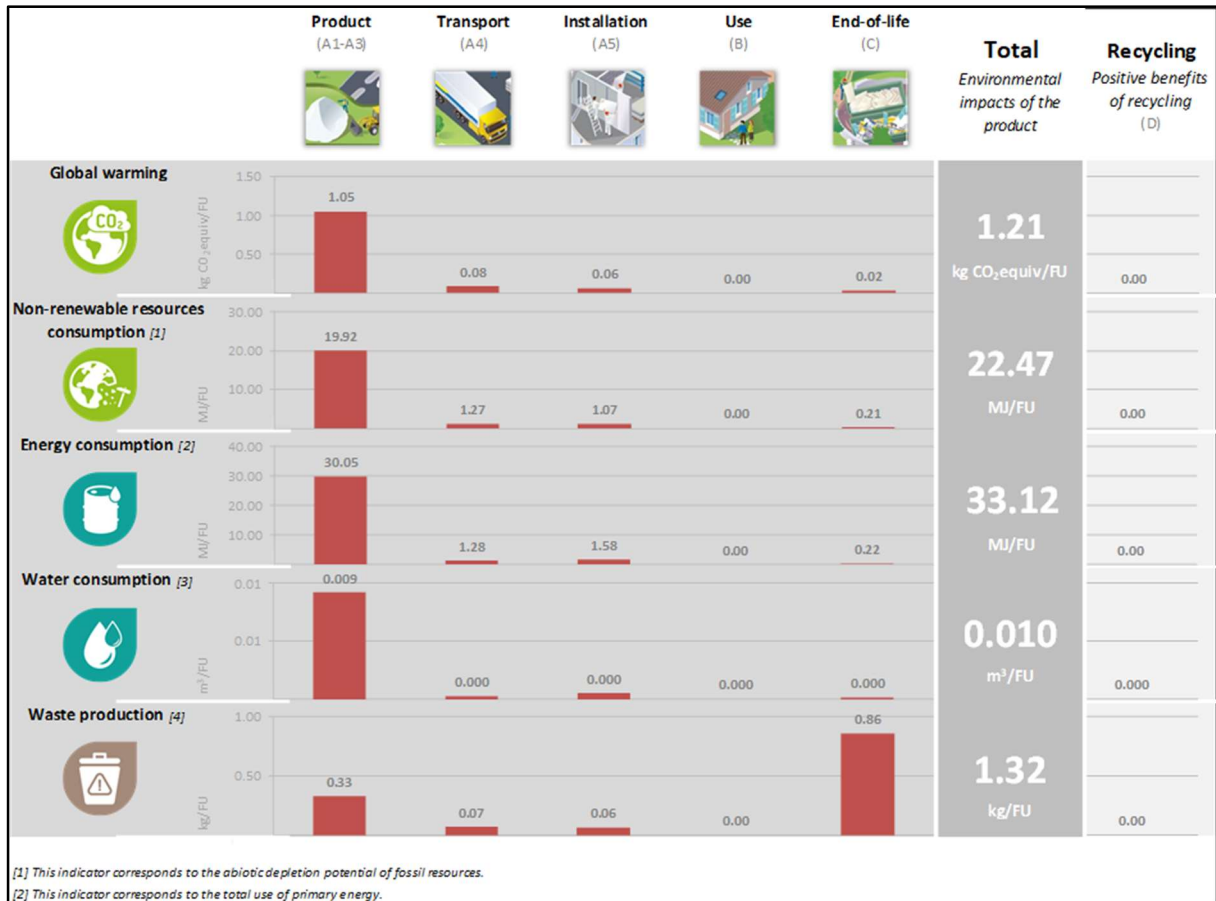 Product Transport Installation Use End-of-life
(A1-A3) (A4) (A5) (B) (C)
Total
Environmental
impacts of the
product
Recycling
Positive benefits
of recycling
(D)
Global warming
CO2
kg CO2equiv/FU
1.50
1.00
0.50
1.05 0.08 0.06 0.00 0.02
1.21
kg CO2equiv/FU
0.00
Non-renewable resources
consumption [1]
MJ/FU
30.00
20.00
10.00
19.92 1.27 1.07 0.00 0.21
22.47
MJ/FU
0.00
Energy consumption [2]
MJ/FU
40.00
30.00
20.00
10.00
30.05 1.28 1.58 0.00 0.22
33.12
MJ/FU
0.00
Water consumption [3]
m³/FU
0.01
0.01
0.009 0.000 0.000 0.000 0.000
0.010
m³/FU
0.000
Waste production [4]
kg/FU
1.00
0.50
0.33 0.07 0.06 0.00 0.86
1.32
kg/FU
0.00
[1] This indicator corresponds to the abiotic depletion potential of fossil resources.
[2] This indicator corresponds to the total use of primary energy.